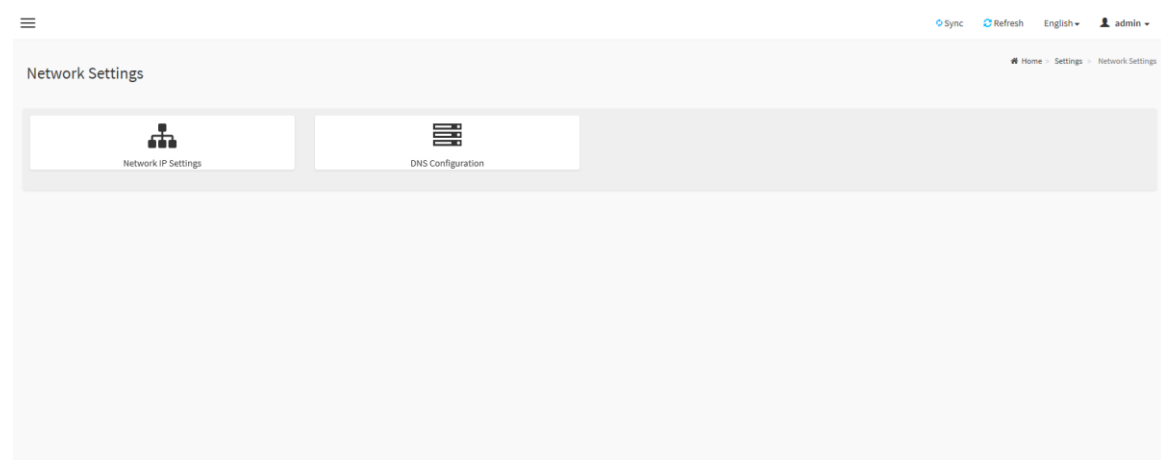 Sync Refresh English admin
Home > Settings > Network Settings
Network Settings
Network IP Settings DNS Configuration